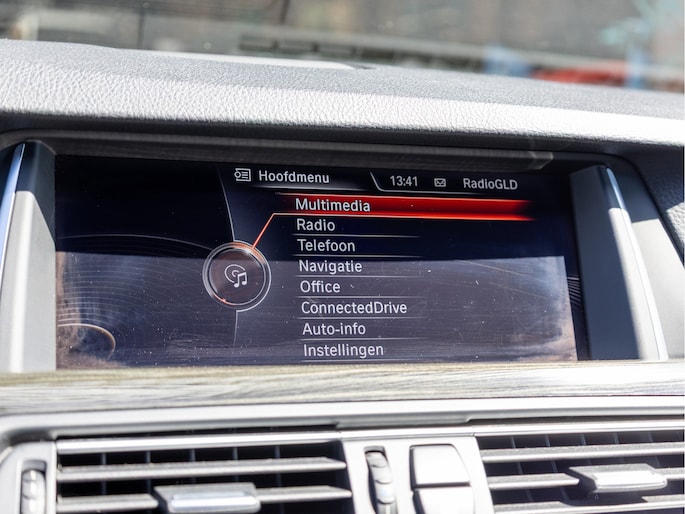 Hoofdmenu 13:41 RadioGLD
Multimedia
Radio
Telefoon
Navigatie
Office
ConnectedDrive
Auto-info
Instellingen